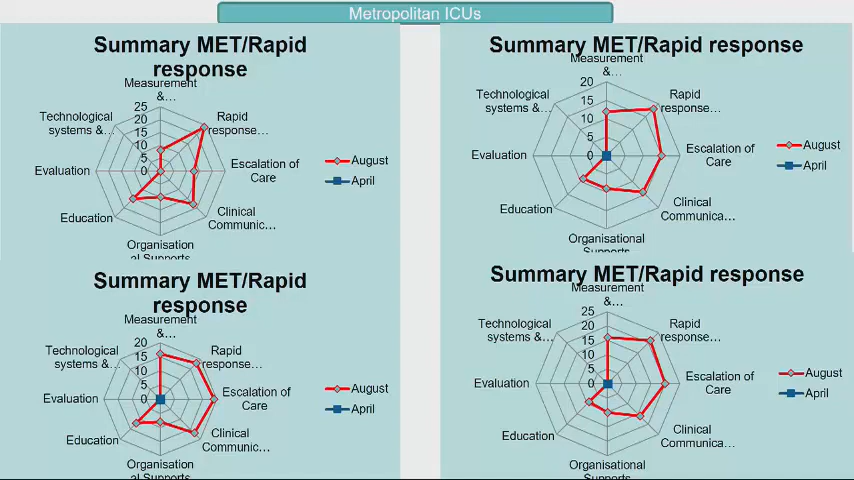 Metropolitan ICUs
Summary MET/Rapid
response
Measurement
&...
25
20
15
10
5
0
Technological
systems &...
Rapid
response...
Evaluation
Escalation of
Care
Education
Clinical
Communic...
Organisation
al Supports
August
April
Summary MET/Rapid response
Measurement
&...
20
15
10
5
0
Technological
systems &...
Rapid
response...
Evaluation
Escalation of
Care
Education
Clinical
Communica...
Organisational
Supports
August
April
Summary MET/Rapid
response
Measurement
&...
20
15
10
5
0
Technological
systems &...
Rapid
response...
Evaluation
Escalation of
Care
Education
Clinical
Communic...
Organisation
al Supports
August
April
Summary MET/Rapid response
Measurement
&...
25
20
15
10
5
0
Technological
systems &...
Rapid
response...
Evaluation
Escalation of
Care
Education
Clinical
Communica...
Organisational
Supports
August
April